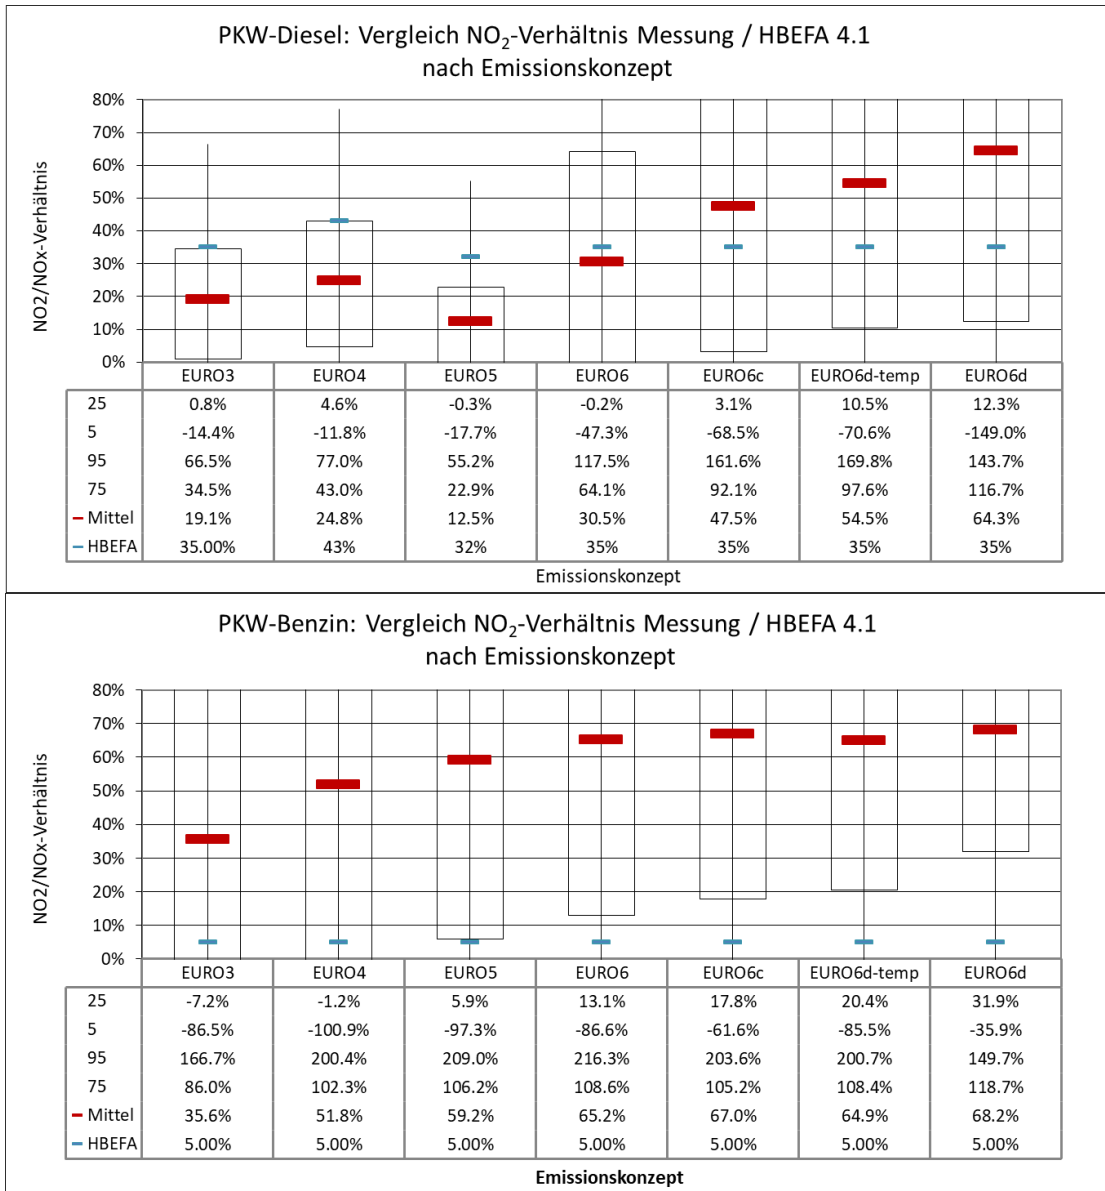 PKW-Diesel: Vergleich NO₂-Verhältnis Messung / HBEFA 4.1
nach Emissionskonzept
NO2/NOx-Verhältnis
80%
70%
60%
50%
40%
30%
20%
10%
0%
EURO3 EURO4 EURO5 EURO6 EURO6c EURO6d-temp EURO6d
25 0.8% 4.6% -0.3% -0.2% 3.1% 10.5% 12.3%
5 -14.4% -11.8% -17.7% -47.3% -68.5% -70.6% -149.0%
95 66.5% 77.0% 55.2% 117.5% 161.6% 169.8% 143.7%
75 34.5% 43.0% 22.9% 64.1% 92.1% 97.6% 116.7%
Mittel 19.1% 24.8% 12.5% 30.5% 47.5% 54.5% 64.3%
HBEFA 35.00% 43% 32% 35% 35% 35% 35%
Emissionskonzept
PKW-Benzin: Vergleich NO₂-Verhältnis Messung / HBEFA 4.1
nach Emissionskonzept
NO2/NOx-Verhältnis
80%
70%
60%
50%
40%
30%
20%
10%
0%
EURO3 EURO4 EURO5 EURO6 EURO6c EURO6d-temp EURO6d
25 -7.2% -1.2% 5.9% 13.1% 17.8% 20.4% 31.9%
5 -86.5% -100.9% -97.3% -86.6% -61.6% -85.5% -35.9%
95 166.7% 200.4% 209.0% 216.3% 203.6% 200.7% 149.7%
75 86.0% 102.3% 106.2% 108.6% 105.2% 108.4% 118.7%
Mittel 35.6% 51.8% 59.2% 65.2% 67.0% 64.9% 68.2%
HBEFA 5.00% 5.00% 5.00% 5.00% 5.00% 5.00% 5.00%
Emissionskonzept